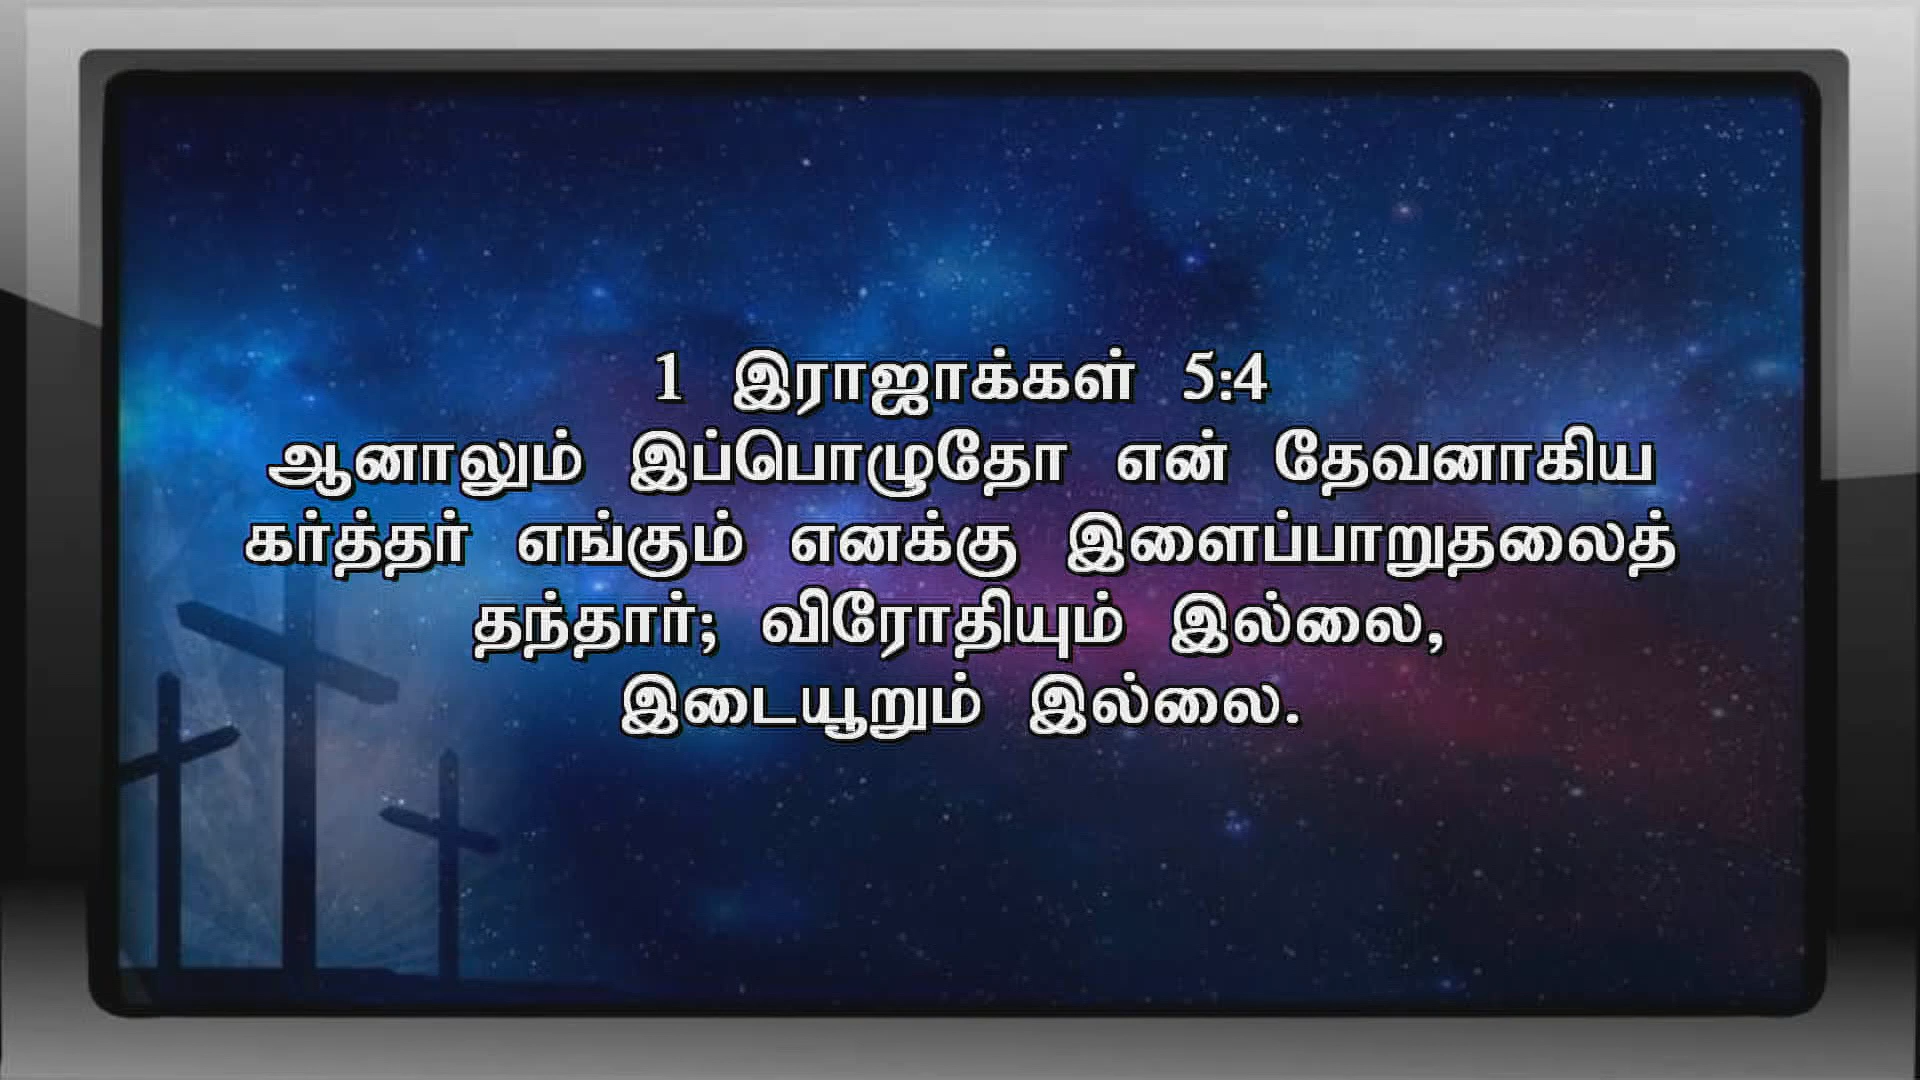 1 இராஜாக்கள் 5:4
ஆனாலும் இப்பொழுதோ என் தேவனாகிய
கர்த்தர் எங்கும் எனக்கு இளைப்பாறுதலைத்
தந்தார்; விரோதியும் இல்லை,
இடையூறும் இல்லை.